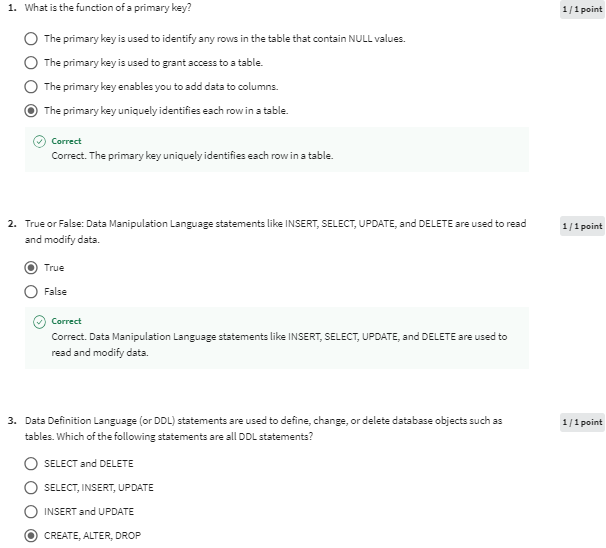 1. What is the function of a primary key?
1 / 1 point
The primary key is used to identify any rows in the table that contain NULL values.
The primary key is used to grant access to a table.
The primary key enables you to add data to columns.
The primary key uniquely identifies each row in a table.
Correct
Correct. The primary key uniquely identifies each row in a table.
2. True or False: Data Manipulation Language statements like INSERT, SELECT, UPDATE, and DELETE are used to read
and modify data.
1 / 1 point
True
False
Correct
Correct. Data Manipulation Language statements like INSERT, SELECT, UPDATE, and DELETE are used to
read and modify data.
3. Data Definition Language (or DDL) statements are used to define, change, or delete database objects such as
tables. Which of the following statements are all DDL statements?
1 / 1 point
SELECT and DELETE
SELECT, INSERT, UPDATE
INSERT and UPDATE
CREATE, ALTER, DROP